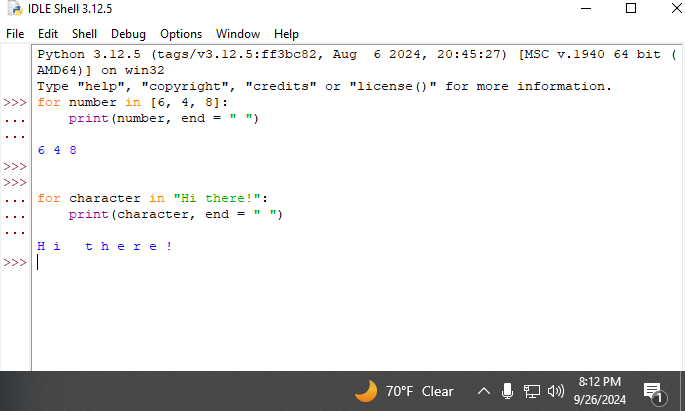 IDLE Shell 3.12.5
File Edit Shell Debug Options Window Help
Python 3.12.5 (tags/v3.12.5:ff3bc82, Aug  6 2024, 20:45:27) [MSC v.1940 64 bit (
AMD64)] on win32
Type "help", "copyright", "credits" or "license()" for more information.
>>> for number in [6, 4, 8]:
...     print(number, end = " ")
...
6 4 8
>>>
>>>
... for character in "Hi there!":
...     print(character, end = " ")
...
H i   t h e r e !
>>>
70°F Clear
8:12 PM
9/26/2024
1